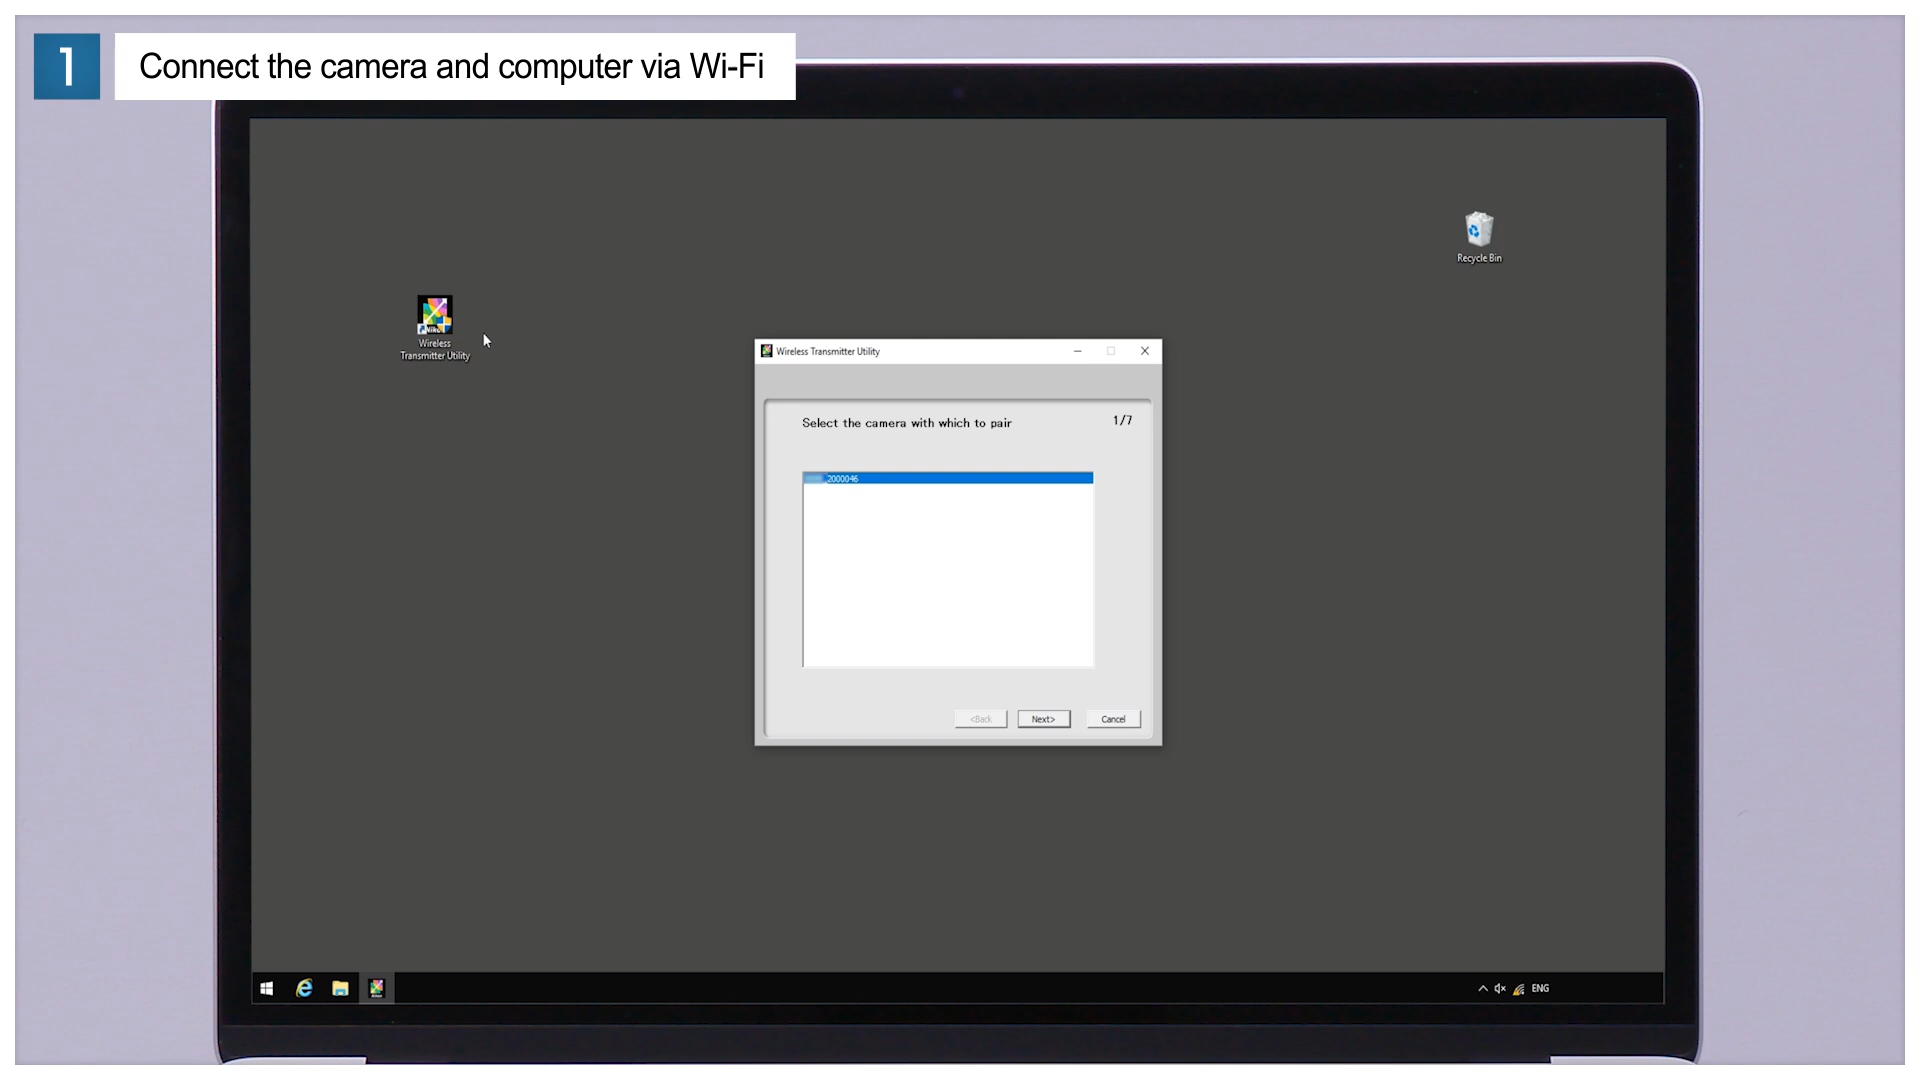 1
Connect the camera and computer via Wi-Fi
Recycle Bin
Wireless
Transmitter Utility
Wireless Transmitter Utility
Select the camera with which to pair
1/7
2000046
<Back
Next>
Cancel
ENG